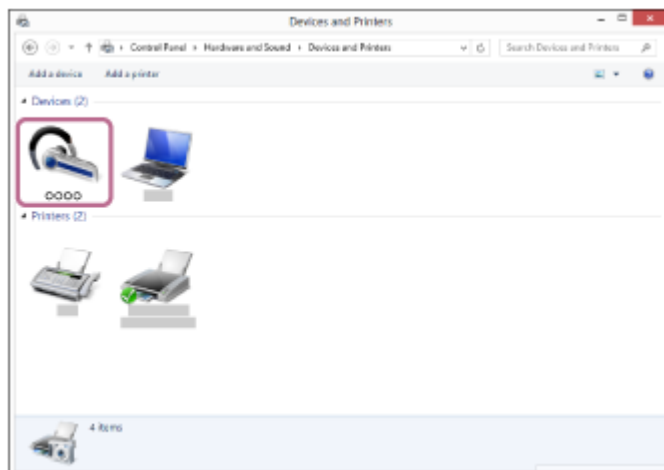 Devices and Printers
Control Panel › Hardware and Sound › Devices and Printers
Search Devices and Printers
Add a device Add a printer
Devices (2)
oooo
Printers (2)
4 items